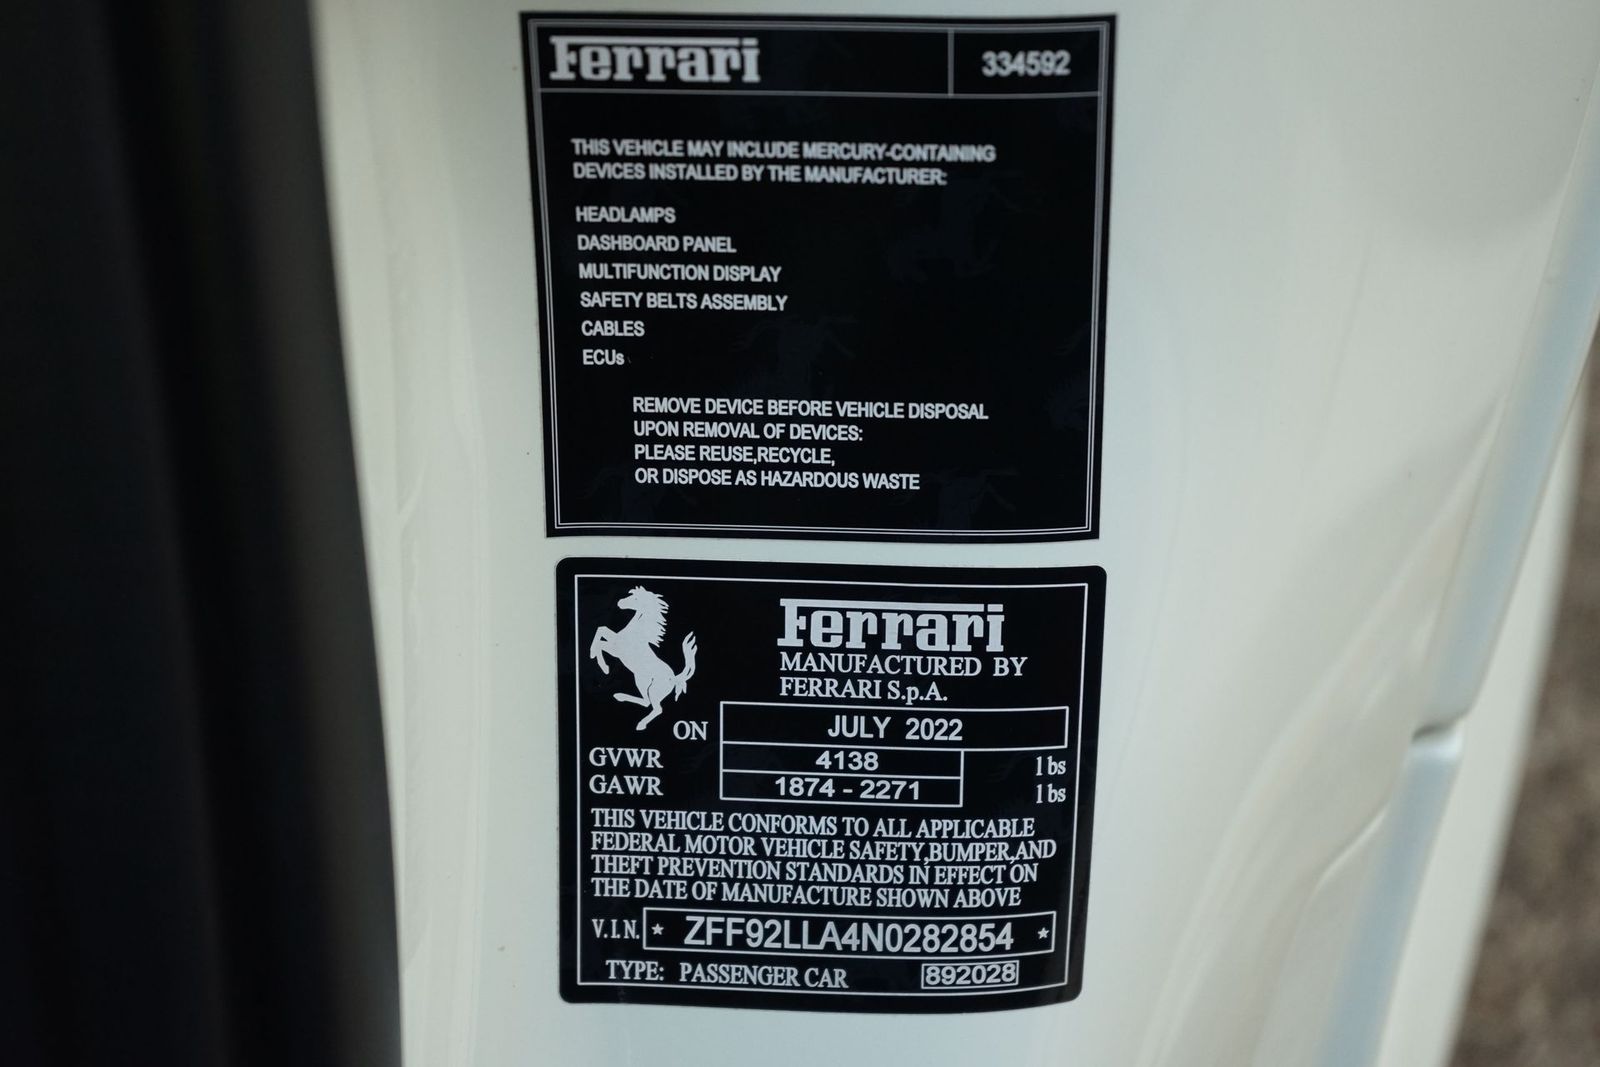 Ferrari 334592
THIS VEHICLE MAY INCLUDE MERCURY-CONTAINING
DEVICES INSTALLED BY THE MANUFACTURER:
HEADLAMPS
DASHBOARD PANEL
MULTIFUNCTION DISPLAY
SAFETY BELTS ASSEMBLY
CABLES
ECUs
REMOVE DEVICE BEFORE VEHICLE DISPOSAL
UPON REMOVAL OF DEVICES:
PLEASE REUSE,RECYCLE,
OR DISPOSE AS HAZARDOUS WASTE
Ferrari
MANUFACTURED BY
FERRARI S.p.A.
ON JULY 2022
GVWR 4138 lbs
GAWR 1874 - 2271 lbs
THIS VEHICLE CONFORMS TO ALL APPLICABLE
FEDERAL MOTOR VEHICLE SAFETY,BUMPER,AND
THEFT PREVENTION STANDARDS IN EFFECT ON
THE DATE OF MANUFACTURE SHOWN ABOVE
V.I.N. * ZFF92LLA4N0282854 *
TYPE: PASSENGER CAR 892028